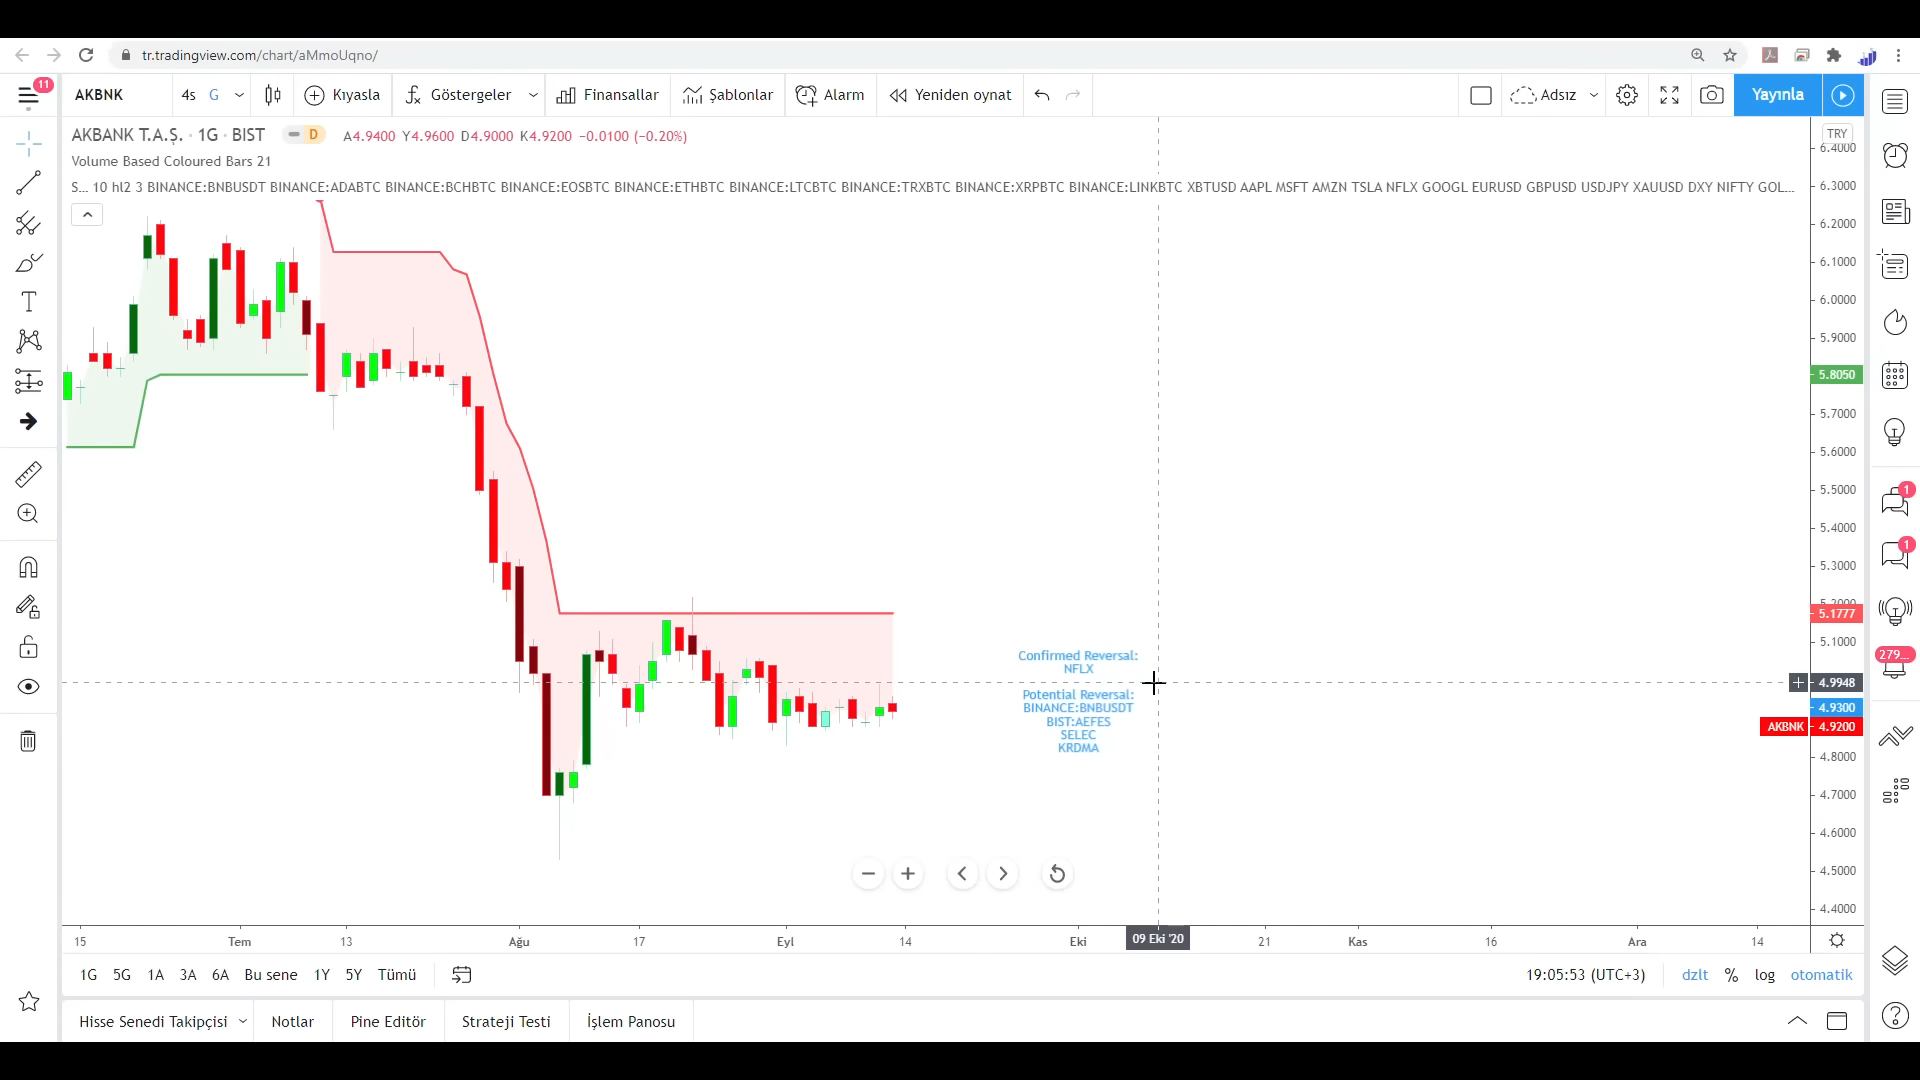 tr.tradingview.com/chart/aMmoUqno/
11
AKBNK
4s G
Kıyasla
Göstergeler
Finansallar
Şablonlar
Alarm
Yeniden oynat
Adsız
Yayınla
AKBANK T.A.Ş. · 1G · BIST
D
A4.9400 Y4.9600 D4.9000 K4.9200 −0.0100 (−0.20%)
Volume Based Coloured Bars 21
S... 10 hl2 3 BINANCE:BNBUSDT BINANCE:ADABTC BINANCE:BCHBTC BINANCE:EOSBTC BINANCE:ETHBTC BINANCE:LTCBTC BINANCE:TRXBTC BINANCE:XRPBTC BINANCE:LINKBTC XBTUSD AAPL MSFT AMZN TSLA NFLX GOOGL EURUSD GBPUSD USDJPY XAUUSD DXY NIFTY GOL...
TRY
6.4000
6.3000
6.2000
6.1000
6.0000
5.9000
5.8050
5.7000
5.6000
5.5000
5.4000
5.3000
5.2000
5.1777
5.1000
4.9948
4.9300
AKBNK 4.9200
4.8000
4.7000
4.6000
4.5000
4.4000
1
1
279...
Confirmed Reversal:
NFLX
Potential Reversal:
BINANCE:BNBUSDT
BIST:AEFES
SELEC
KRDMA
15 Tem 13 Ağu 17 Eyl 14 Eki 09 Eki '20 21 Kas 16 Ara 14
1G 5G 1A 3A 6A Bu sene 1Y 5Y Tümü
19:05:53 (UTC+3)
dzlt % log otomatik
Hisse Senedi Takipçisi
Notlar
Pine Editör
Strateji Testi
İşlem Panosu